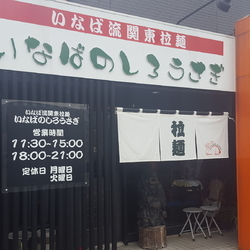 いなば流関東拉麺
いなばのしろうさぎ
いなば流関東拉麺
いなばのしろうさぎ
営業時間
11:30-15:00
18:00-21:00
定休日 月曜日
火曜日
拉麺